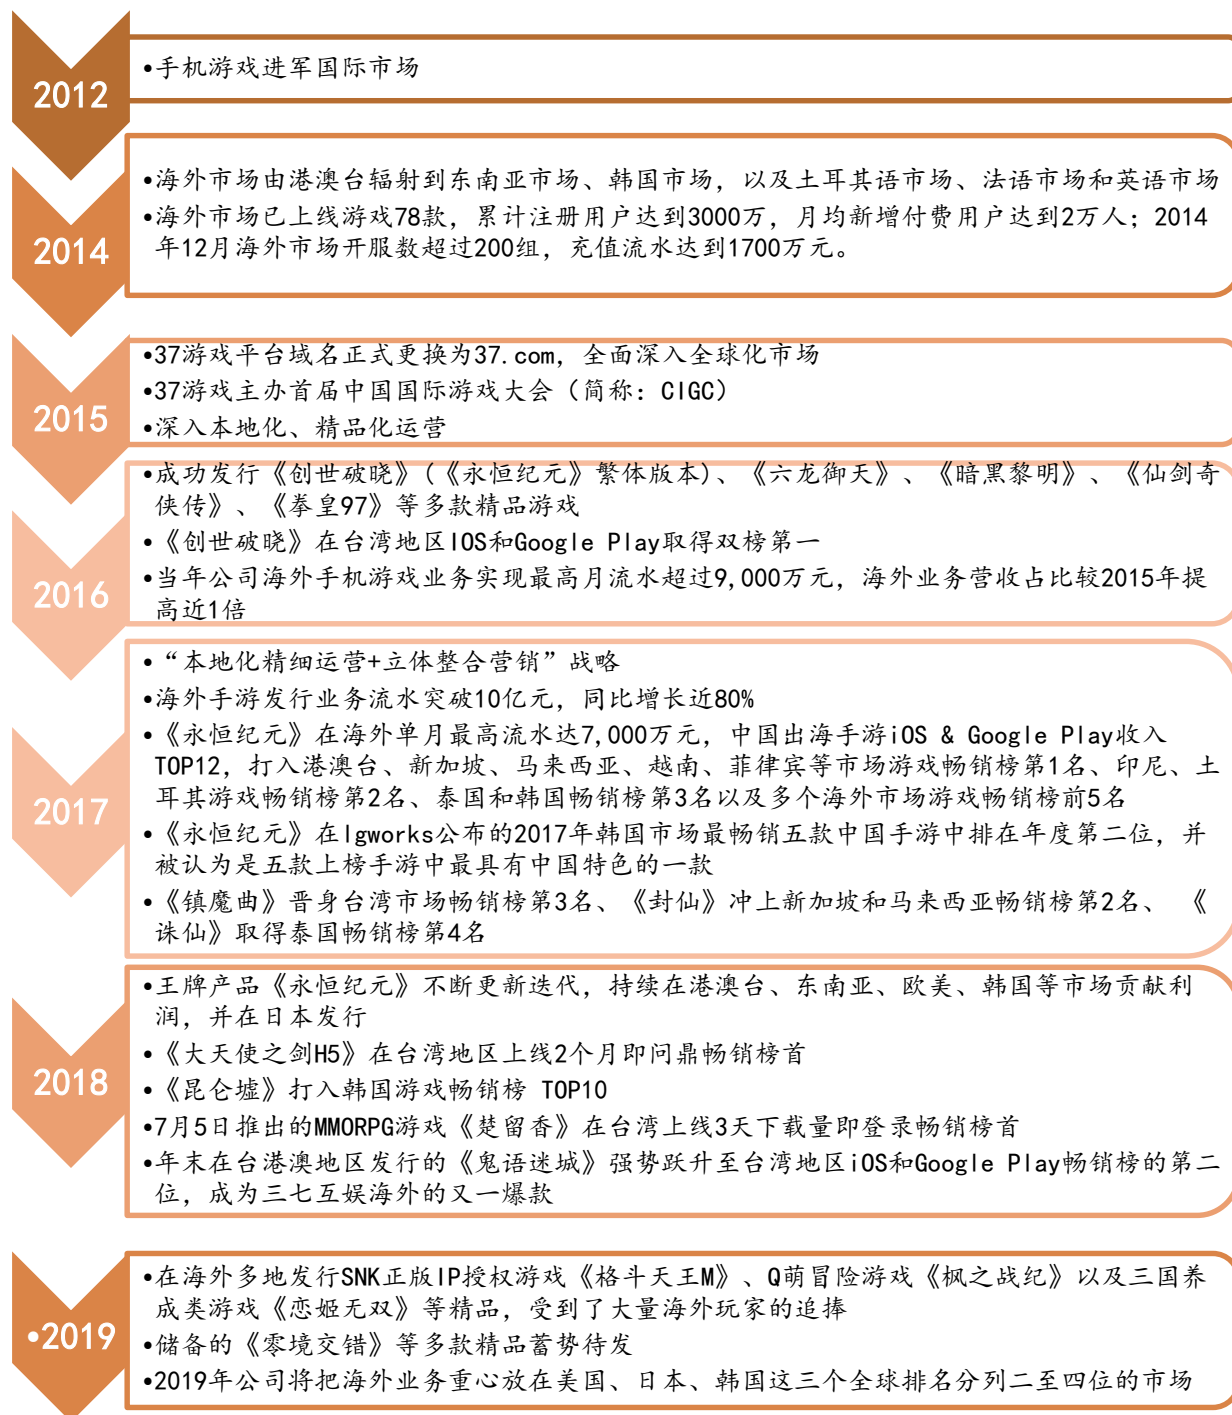 2012
•手机游戏进军国际市场
2014
•海外市场由港澳台辐射到东南亚市场、韩国市场，以及土耳其语市场、法语市场和英语市场
•海外市场已上线游戏78款，累计注册用户达到3000万，月均新增付费用户达到2万人；2014
年12月海外市场开服数超过200组，充值流水达到1700万元。
2015
•37游戏平台域名正式更换为37.com，全面深入全球化市场
•37游戏主办首届中国国际游戏大会（简称：CIGC）
•深入本地化、精品化运营
2016
•成功发行《创世破晓》(《永恒纪元》繁体版本)、《六龙御天》、《暗黑黎明》、《仙剑奇
侠传》、《拳皇97》等多款精品游戏
•《创世破晓》在台湾地区IOS和Google Play取得双榜第一
•当年公司海外手机游戏业务实现最高月流水超过9,000万元，海外业务营收占比较2015年提
高近1倍
2017
•“本地化精细运营+立体整合营销”战略
•海外手游发行业务流水突破10亿元，同比增长近80%
•《永恒纪元》在海外单月最高流水达7,000万元，中国出海手游iOS & Google Play收入
TOP12，打入港澳台、新加坡、马来西亚、越南、菲律宾等市场游戏畅销榜第1名、印尼、土
耳其游戏畅销榜第2名、泰国和韩国畅销榜第3名以及多个海外市场游戏畅销榜前5名
•《永恒纪元》在Igworks公布的2017年韩国市场最畅销五款中国手游中排在年度第二位，并
被认为是五款上榜手游中最具有中国特色的一款
•《镇魔曲》晋身台湾市场畅销榜第3名、《封仙》冲上新加坡和马来西亚畅销榜第2名、 《
诛仙》取得泰国畅销榜第4名
2018
•王牌产品《永恒纪元》不断更新迭代，持续在港澳台、东南亚、欧美、韩国等市场贡献利
润，并在日本发行
•《大天使之剑H5》在台湾地区上线2个月即问鼎畅销榜首
•《昆仑墟》打入韩国游戏畅销榜 TOP10
•7月5日推出的MMORPG游戏《楚留香》在台湾上线3天下载量即登录畅销榜首
•年末在台港澳地区发行的《鬼语迷城》强势跃升至台湾地区iOS和Google Play畅销榜的第二
位，成为三七互娱海外的又一爆款
•2019
•在海外多地发行SNK正版IP授权游戏《格斗天王M》、Q萌冒险游戏《枫之战纪》以及三国养
成类游戏《恋姬无双》等精品，受到了大量海外玩家的追捧
•储备的《零境交错》等多款精品蓄势待发
•2019年公司将把海外业务重心放在美国、日本、韩国这三个全球排名分列二至四位的市场